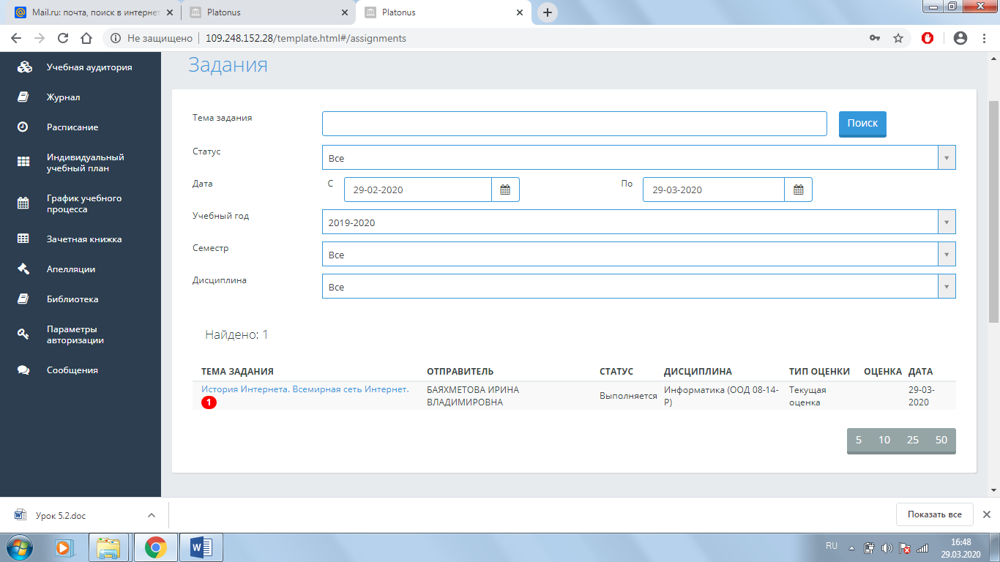 Mail.ru: почта, поиск в интернет
Platonus
Platonus
Не защищено
109.248.152.28/template.html#/assignments
Учебная аудитория
Журнал
Расписание
Индивидуальный
учебный план
График учебного
процесса
Зачетная книжка
Апелляции
Библиотека
Параметры
авторизации
Сообщения
Задания
Тема задания
Поиск
Статус
Все
Дата
С
29-02-2020
По
29-03-2020
Учебный год
2019-2020
Семестр
Все
Дисциплина
Все
Найдено: 1
ТЕМА ЗАДАНИЯ ОТПРАВИТЕЛЬ СТАТУС ДИСЦИПЛИНА ТИП ОЦЕНКИ ОЦЕНКА ДАТА
История Интернета. Всемирная сеть Интернет.
1
БАЯХМЕТОВА ИРИНА
ВЛАДИМИРОВНА
Выполняется
Информатика (ООД 08-14-
Р)
Текущая
оценка
29-03-
2020
5 10 25 50
Урок 5.2.doc
Показать все
RU
16:48
29.03.2020